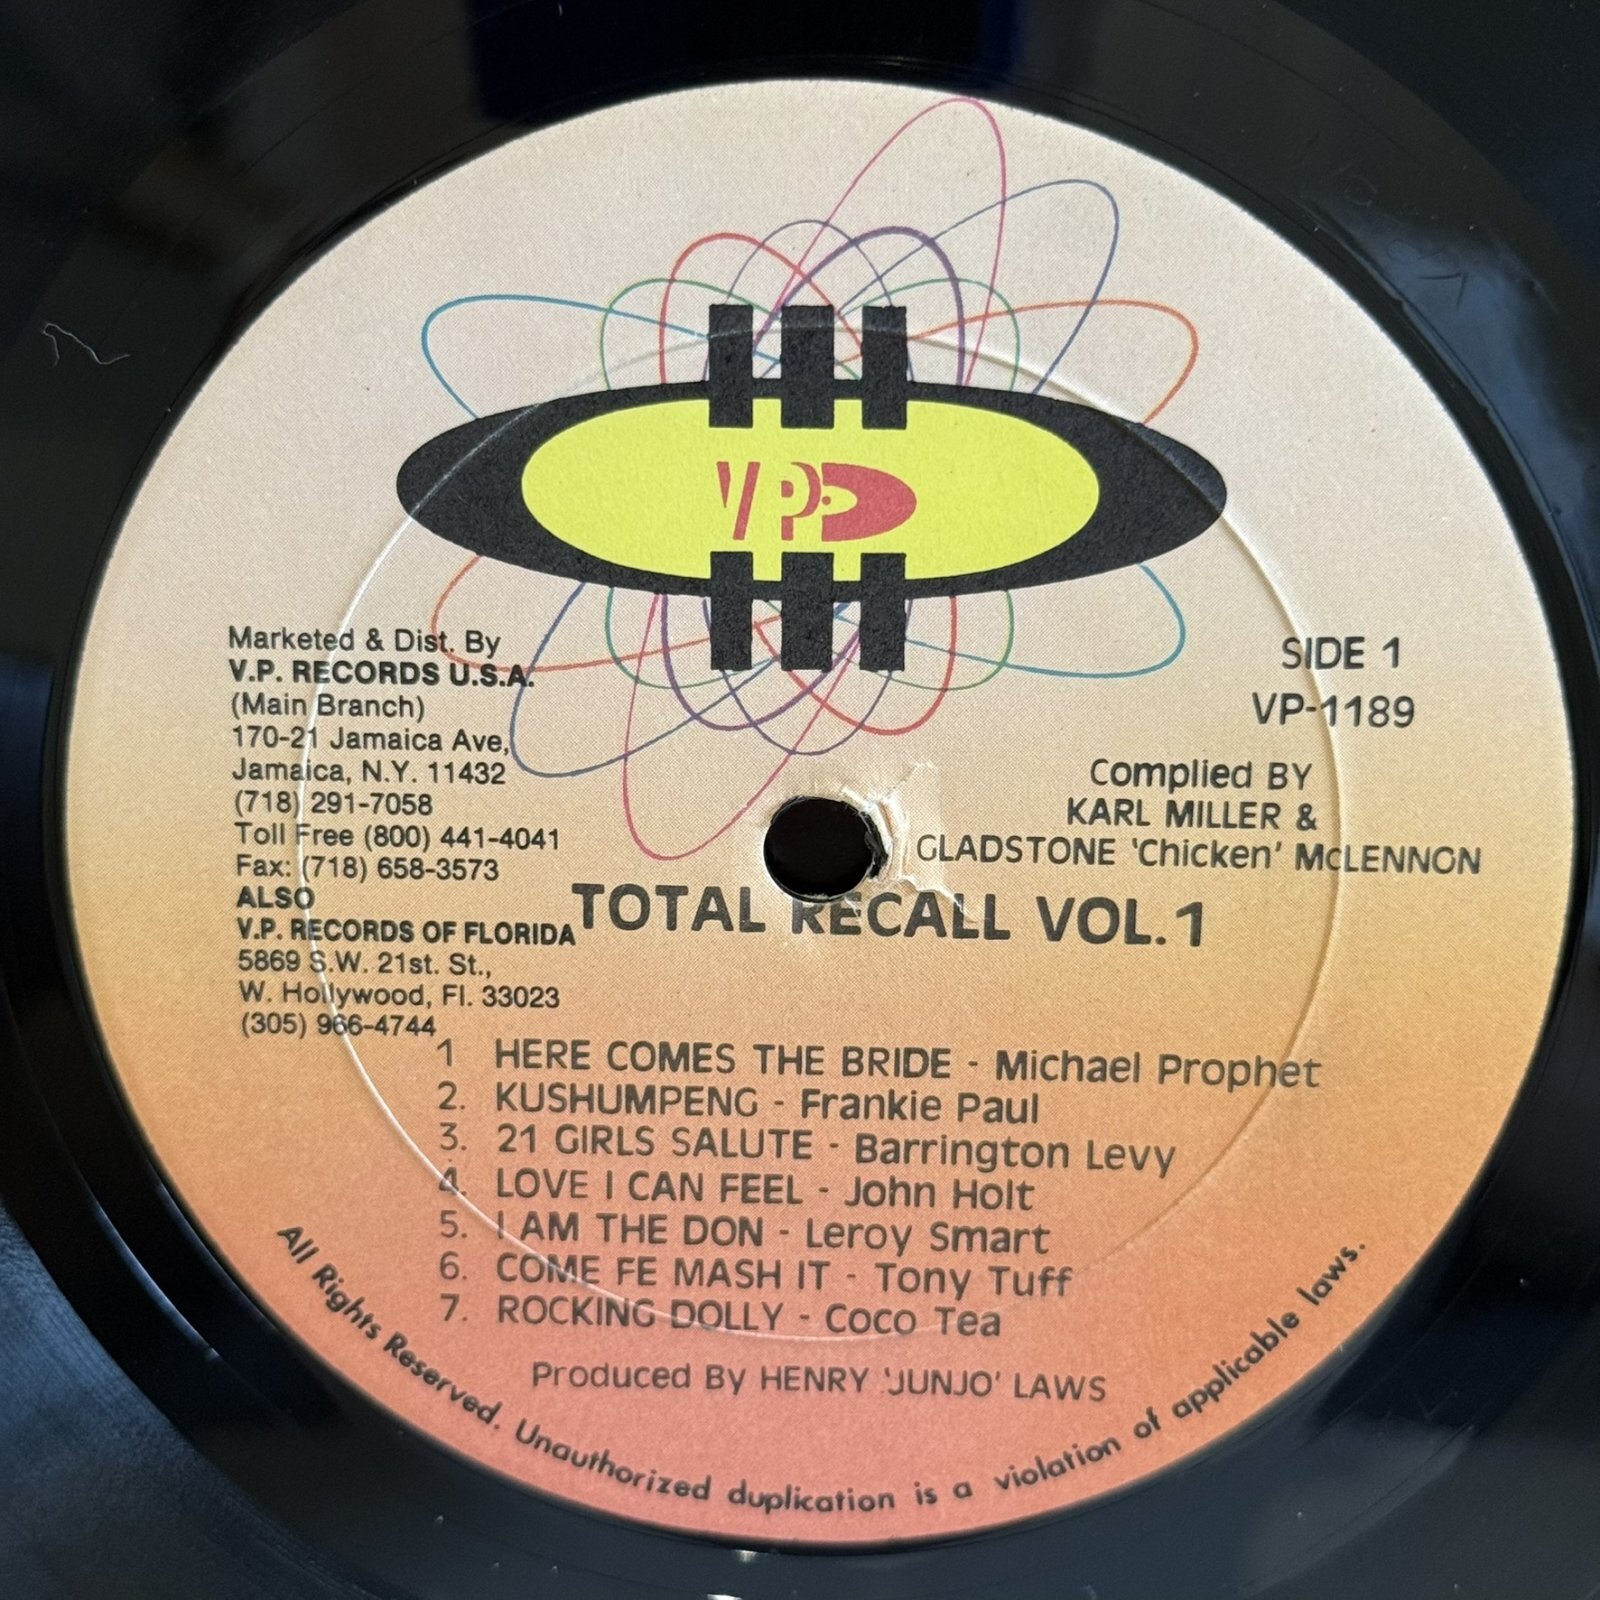 VP
Marketed & Dist. By
V.P. RECORDS U.S.A.
(Main Branch)
170-21 Jamaica Ave,
Jamaica, N.Y. 11432
(718) 291-7058
Toll Free (800) 441-4041
Fax: (718) 658-3573
ALSO
V.P. RECORDS OF FLORIDA
5869 S.W. 21st. St.,
W. Hollywood, Fl. 33023
(305) 966-4744
SIDE 1
VP-1189
Complied BY
KARL MILLER &
GLADSTONE 'Chicken' McLENNON
TOTAL RECALL VOL.1
1 HERE COMES THE BRIDE - Michael Prophet
2. KUSHUMPENG - Frankie Paul
3. 21 GIRLS SALUTE - Barrington Levy
4. LOVE I CAN FEEL - John Holt
5. I AM THE DON - Leroy Smart
6. COME FE MASH IT - Tony Tuff
7. ROCKING DOLLY - Coco Tea
Produced By HENRY 'JUNJO' LAWS
All Rights Reserved. Unauthorized duplication is a violation of applicable laws.